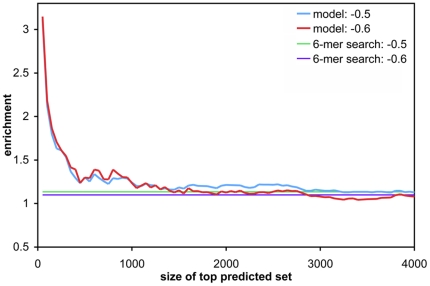 model: -0.5
model: -0.6
6-mer search: -0.5
6-mer search: -0.6
enrichment
3
2.5
2
1.5
1
0.5
0 1000 2000 3000 4000
size of top predicted set